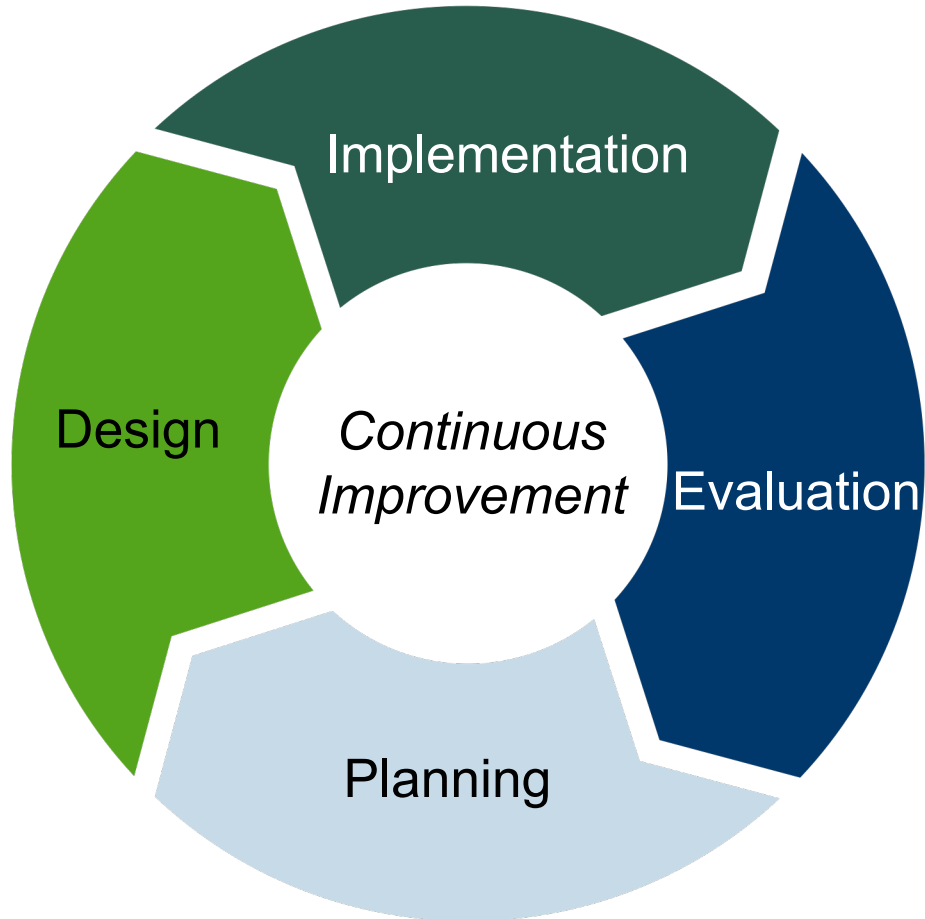 Implementation
Design
Continuous
Improvement
Evaluation
Planning